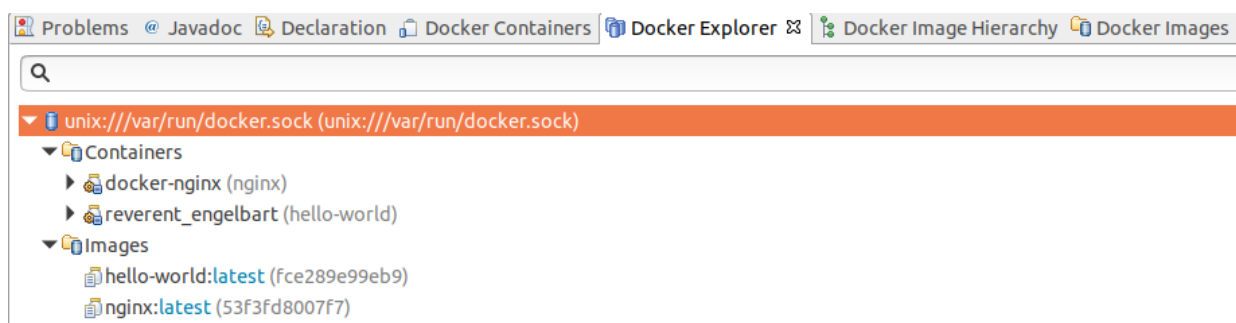 Problems @ Javadoc Declaration Docker Containers Docker Explorer Docker Image Hierarchy Docker Images
unix:///var/run/docker.sock (unix:///var/run/docker.sock)
Containers
docker-nginx (nginx)
reverent_engelbart (hello-world)
Images
hello-world:latest (fce289e99eb9)
nginx:latest (53f3fd8007f7)